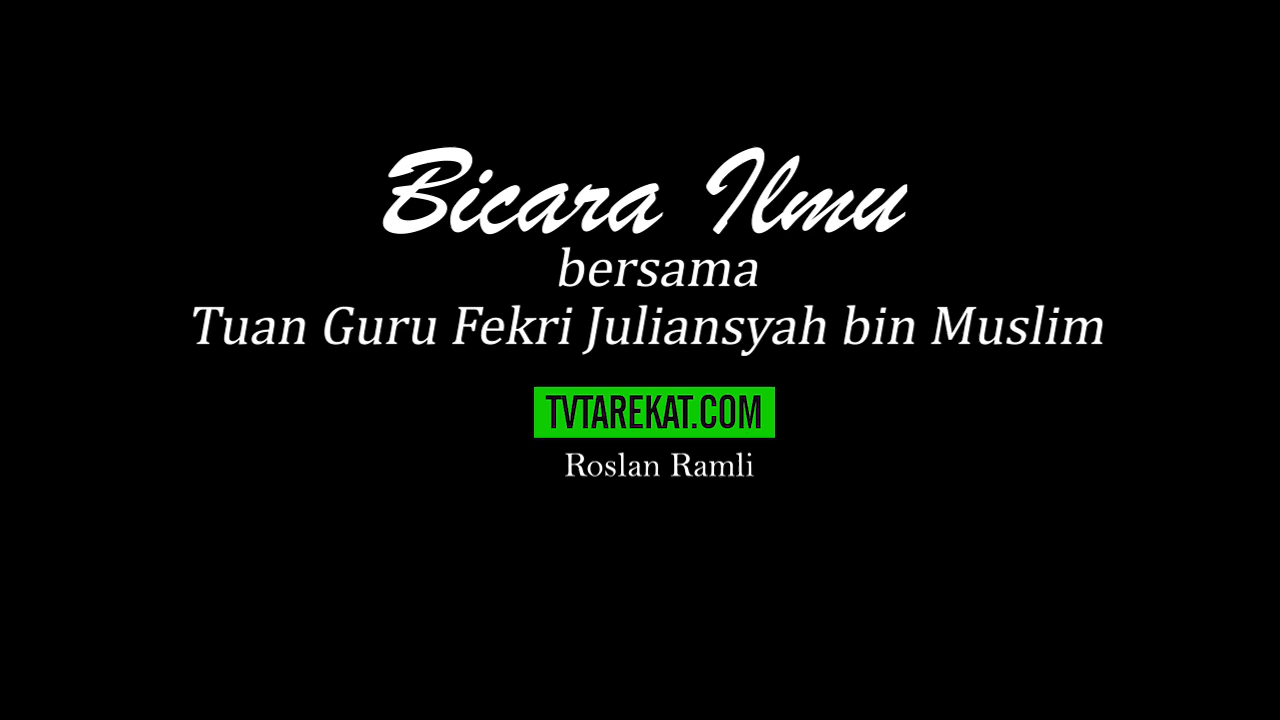 Bicara Ilmu
bersama
Tuan Guru Fekri Juliansyah bin Muslim
TVTAREKAT.COM
Roslan Ramli